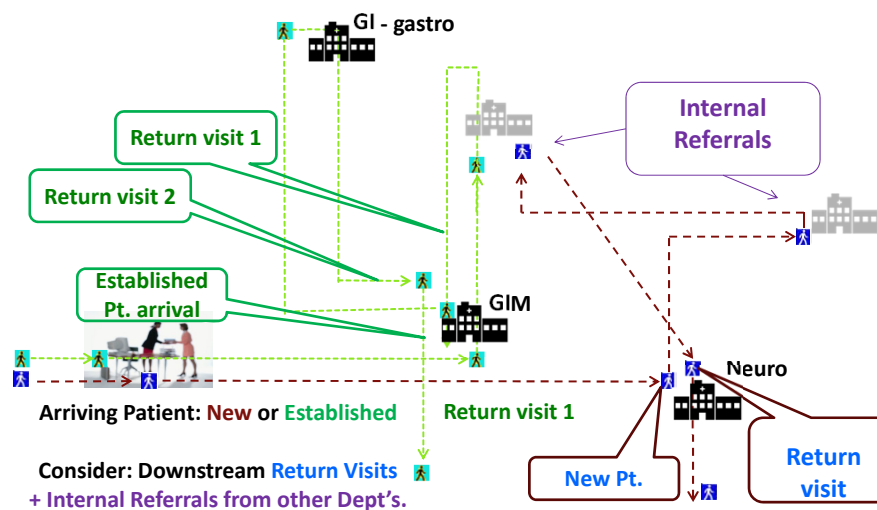 GI - gastro
Internal
Referrals
Return visit 1
Return visit 2
Established
Pt. arrival
GIM
Neuro
Arriving Patient: New or Established
Return visit 1
Consider: Downstream Return Visits
+ Internal Referrals from other Dept's.
New Pt.
Return
visit